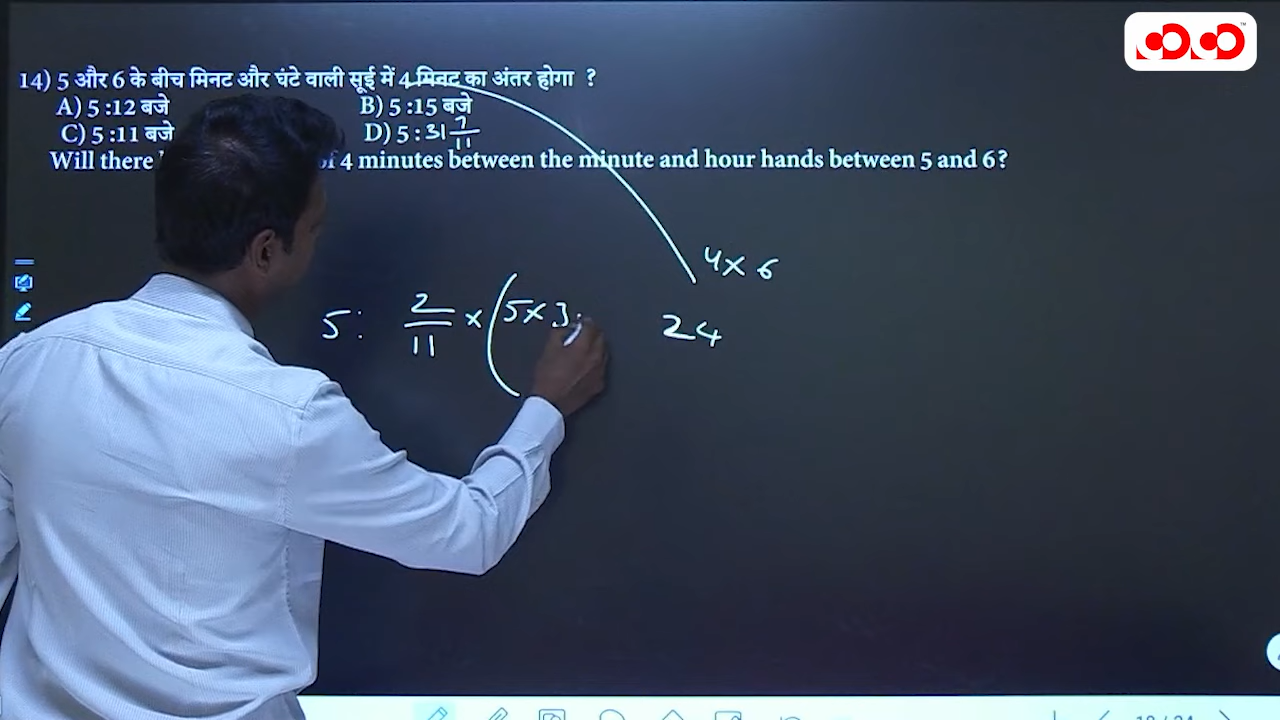 14) 5 और 6 के बीच मिनट और घंटे वाली सूई में 4 मिनट का अंतर होगा ?
A) 5 :12 बजे B) 5 :15 बजे
C) 5 :11 बजे D) 5 : 31 7/11
Will there of 4 minutes between the minute and hour hands between 5 and 6?
4 × 6
5 : 2/11 × ( 5 × 3 24